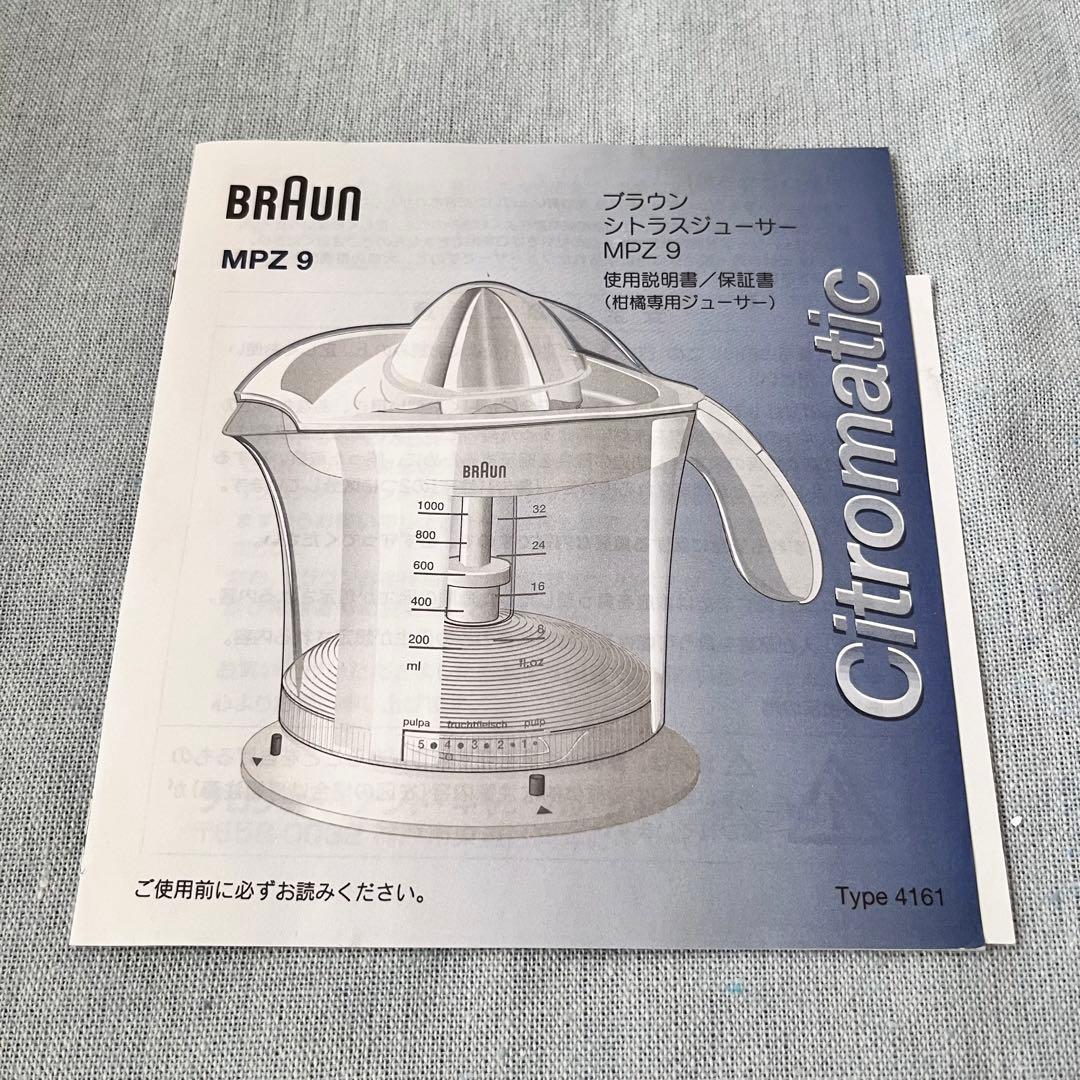 BRAUN
MPZ 9
ブラウン
シトラスジューサー
MPZ 9
使用説明書／保証書
（柑橘専用ジューサー）
Citromatic
BRAUN
1000 32
800 24
600 16
400 8
200
ml fl.oz
pulpa fruchtfleisch pulp
5 4 3 2 1
ご使用前に必ずお読みください。
Type 4161